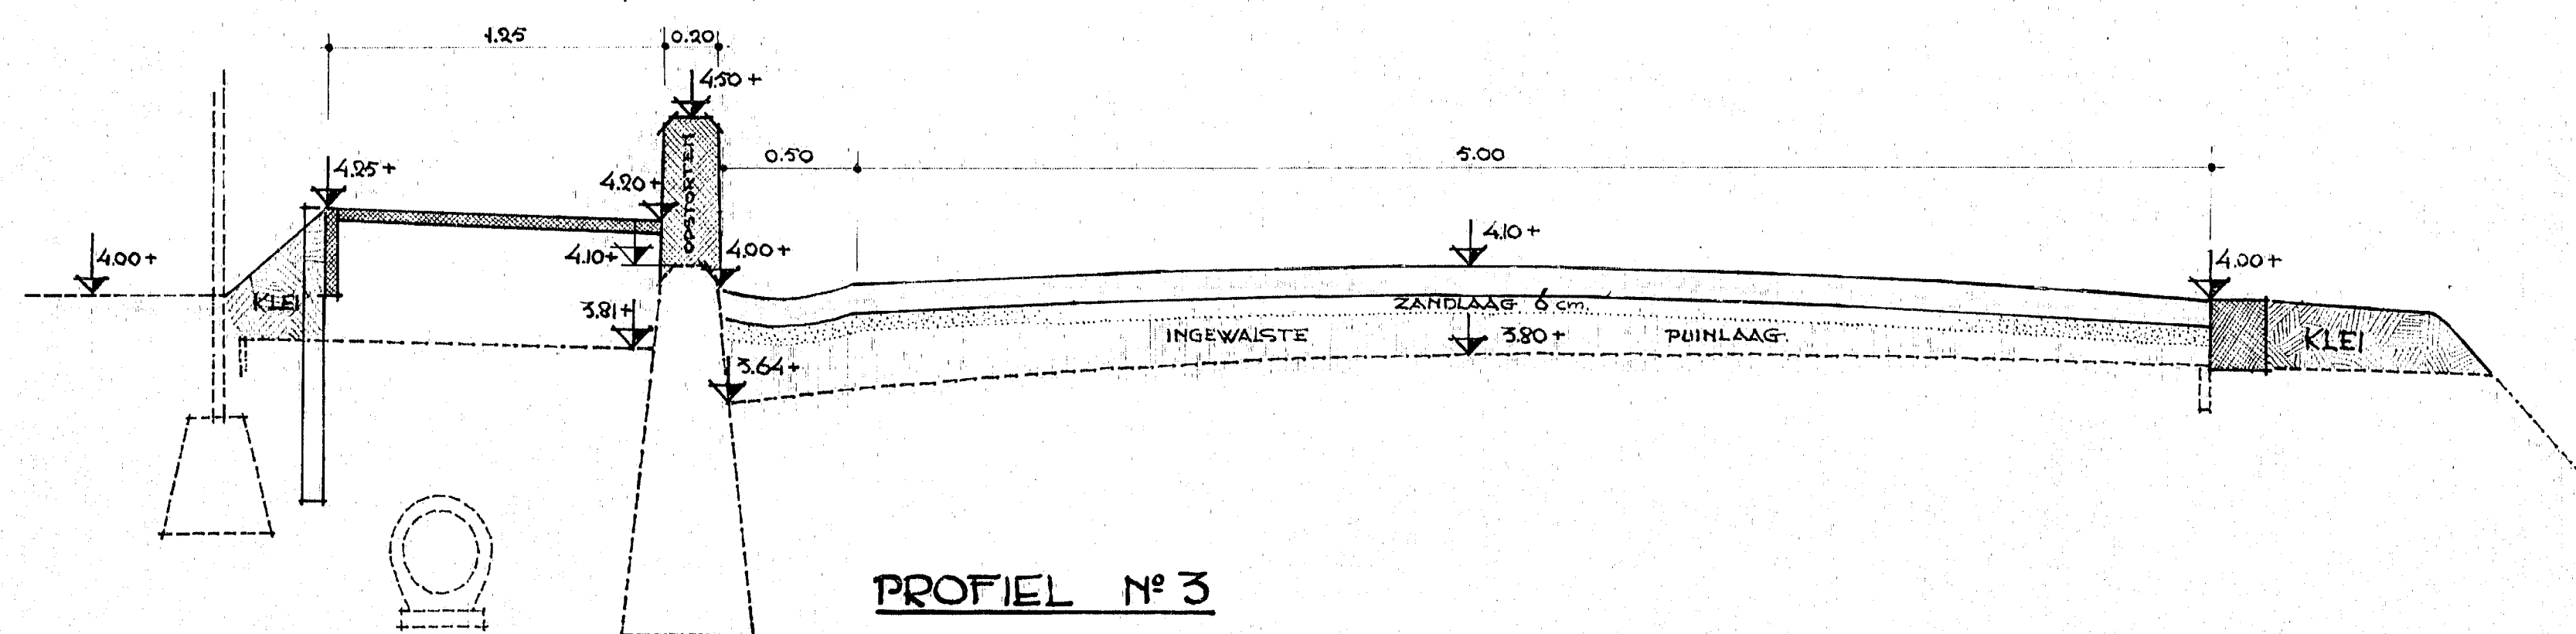 1.25
0.20
4.50+
0.50
5.00
4.25+
4.20+
OPSTORTEN
4.00+
4.10+
4.00+
4.10+
4.00+
KLEI
3.81+
ZANDLAAG 6 cm.
INGEWALSTE
3.80+
PUINLAAG.
KLEI
3.64+
PROFIEL Nº 3